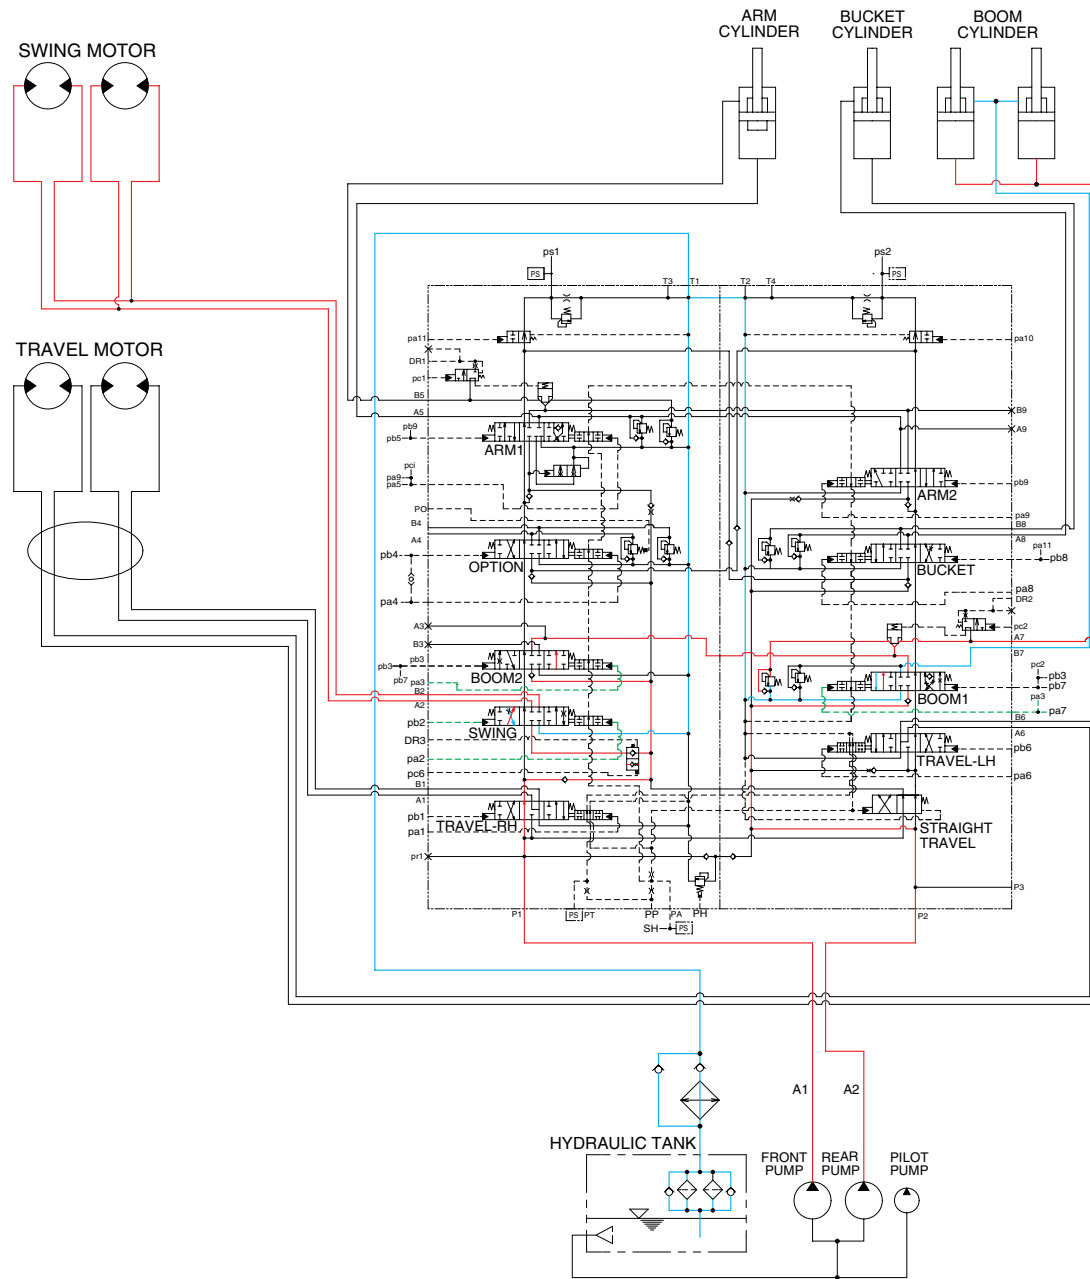 ARM
CYLINDER
BUCKET
CYLINDER
BOOM
CYLINDER
SWING MOTOR
TRAVEL MOTOR
ps1
PS
ps2
PS
T3
T1
T2
T4
pa11
pa10
DR1
pc1
B5
A5
B9
A9
pb9
pb5
ARM1
pci
pa9
pa5
ARM2
pb9
pa9
PO
B4
A4
B8
A8
pa11
pb4
OPTION
BUCKET
pb8
pa4
pa8
DR2
A3
pc2
A7
B3
B7
pb3
pb3
pb7
BOOM2
pc2
pb3
pb7
BOOM1
pa3
B2
pa3
pa7
A2
B6
pb2
SWING
A6
DR3
pb6
TRAVEL-LH
pa2
pc6
pa6
B1
A1
pb1
TRAVEL-RH
pa1
STRAIGHT
TRAVEL
pr1
P3
P1
PS
PT
PP
PA
PH
P2
SH
PS
A1
A2
HYDRAULIC TANK
FRONT
PUMP
REAR
PUMP
PILOT
PUMP